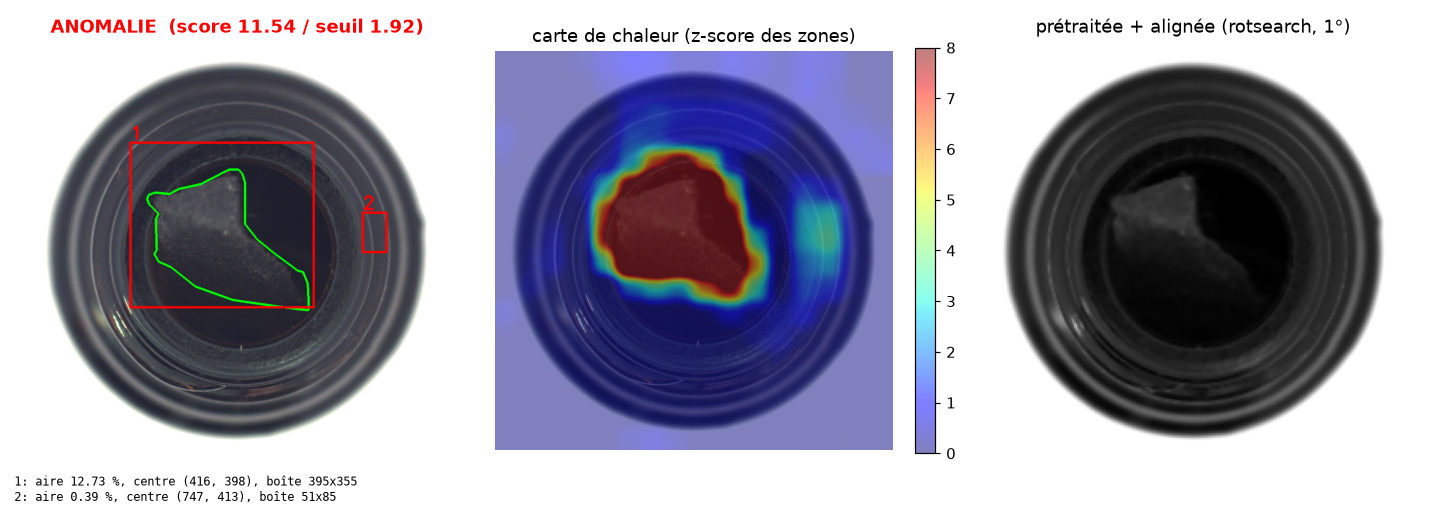 ANOMALIE (score 11.54 / seuil 1.92)
carte de chaleur (z-score des zones)
prétraitée + alignée (rotsearch, 1°)
1
2
8
7
6
5
4
3
2
1
0
1: aire 12.73 %, centre (416, 398), boîte 395x355
2: aire 0.39 %, centre (747, 413), boîte 51x85